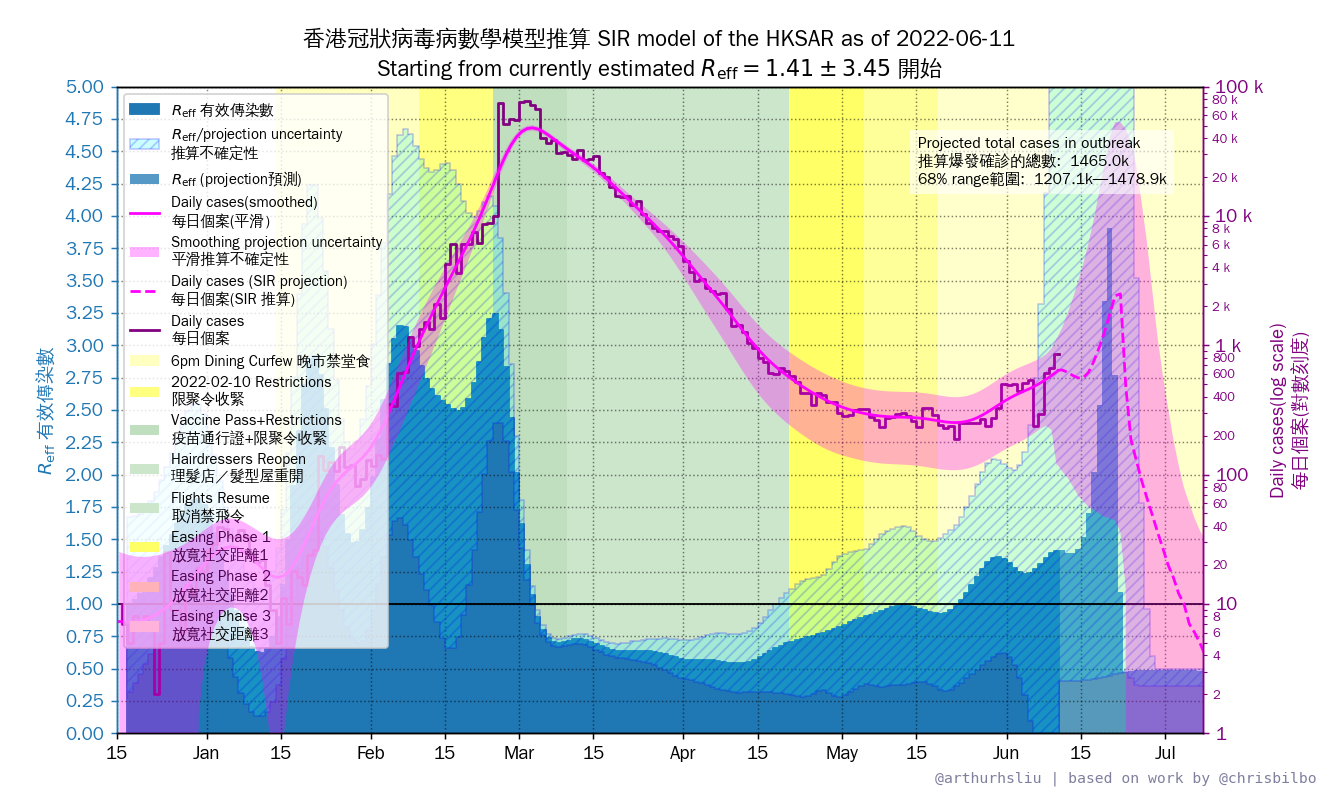 香港冠狀病毒病數學模型推算 SIR model of the HKSAR as of 2022-06-11
Starting from currently estimated Reff = 1.41 ± 3.45 開始
Reff 有效傳染數
5.00
4.75
4.50
4.25
4.00
3.75
3.50
3.25
3.00
2.75
2.50
2.25
2.00
1.75
1.50
1.25
1.00
0.75
0.50
0.25
0.00
Reff 有效傳染數
Reff/projection uncertainty
推算不確定性
Reff (projection預測)
Daily cases(smoothed)
每日個案(平滑)
Smoothing projection uncertainty
平滑推算不確定性
Daily cases (SIR projection)
每日個案(SIR 推算)
Daily cases
每日個案
6pm Dining Curfew 晚市禁堂食
2022-02-10 Restrictions
限聚令收緊
Vaccine Pass+Restrictions
疫苗通行證+限聚令收緊
Hairdressers Reopen
理髮店／髮型屋重開
Flights Resume
取消禁飛令
Easing Phase 1
放寬社交距離1
Easing Phase 2
放寬社交距離2
Easing Phase 3
放寬社交距離3
Projected total cases in outbreak
推算爆發確診的總數: 1465.0k
68% range範圍: 1207.1k—1478.9k
100 k
80 k
60 k
40 k
20 k
10 k
8 k
6 k
4 k
2 k
1 k
800
600
400
200
100
80
60
40
20
10
8
6
4
2
1
Daily cases(log scale)
每日個案(對數刻度)
15 Jan 15 Feb 15 Mar 15 Apr 15 May 15 Jun 15 Jul
@arthurhsliu | based on work by @chrisbilbo